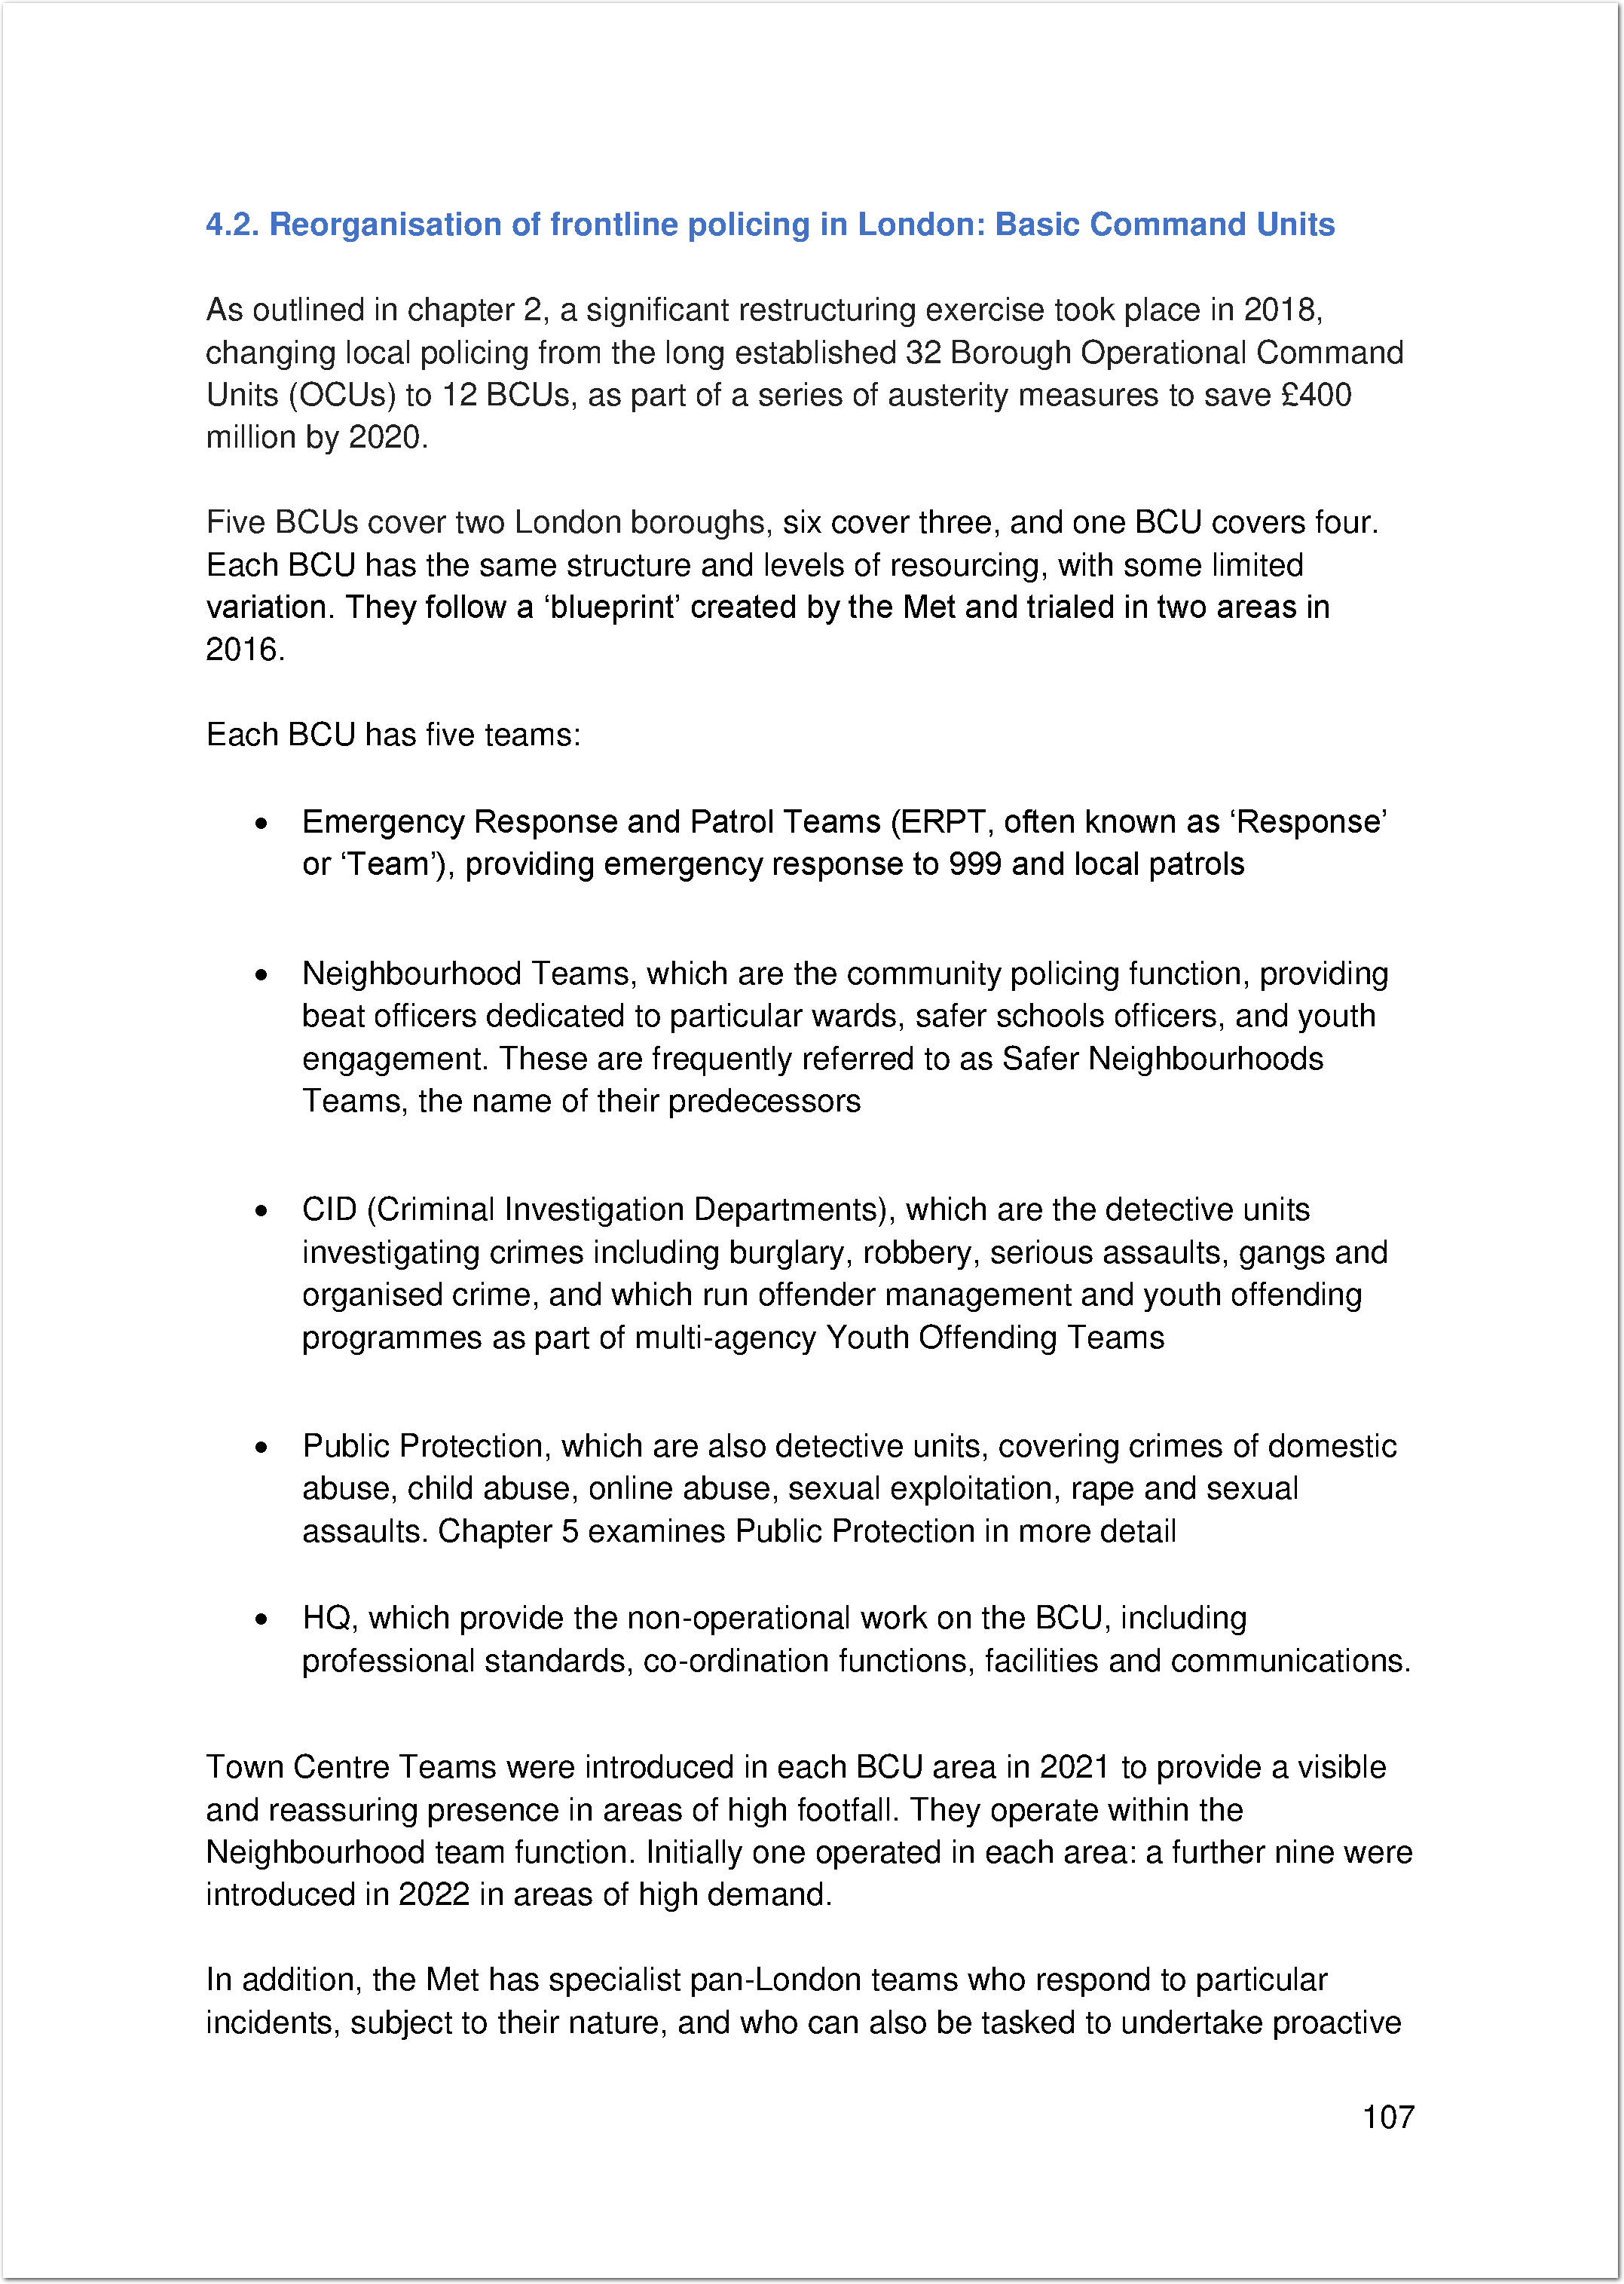 4.2. Reorganisation of frontline policing in London: Basic Command Units
As outlined in chapter 2, a significant restructuring exercise took place in 2018,
changing local policing from the long established 32 Borough Operational Command
Units (OCUs) to 12 BCUs, as part of a series of austerity measures to save £400
million by 2020.
Five BCUs cover two London boroughs, six cover three, and one BCU covers four.
Each BCU has the same structure and levels of resourcing, with some limited
variation. They follow a ‘blueprint’ created by the Met and trialed in two areas in
2016.
Each BCU has five teams:
• Emergency Response and Patrol Teams (ERPT, often known as ‘Response’
or ‘Team’), providing emergency response to 999 and local patrols
• Neighbourhood Teams, which are the community policing function, providing
beat officers dedicated to particular wards, safer schools officers, and youth
engagement. These are frequently referred to as Safer Neighbourhoods
Teams, the name of their predecessors
• CID (Criminal Investigation Departments), which are the detective units
investigating crimes including burglary, robbery, serious assaults, gangs and
organised crime, and which run offender management and youth offending
programmes as part of multi-agency Youth Offending Teams
• Public Protection, which are also detective units, covering crimes of domestic
abuse, child abuse, online abuse, sexual exploitation, rape and sexual
assaults. Chapter 5 examines Public Protection in more detail
• HQ, which provide the non-operational work on the BCU, including
professional standards, co-ordination functions, facilities and communications.
Town Centre Teams were introduced in each BCU area in 2021 to provide a visible
and reassuring presence in areas of high footfall. They operate within the
Neighbourhood team function. Initially one operated in each area: a further nine were
introduced in 2022 in areas of high demand.
In addition, the Met has specialist pan-London teams who respond to particular
incidents, subject to their nature, and who can also be tasked to undertake proactive
107